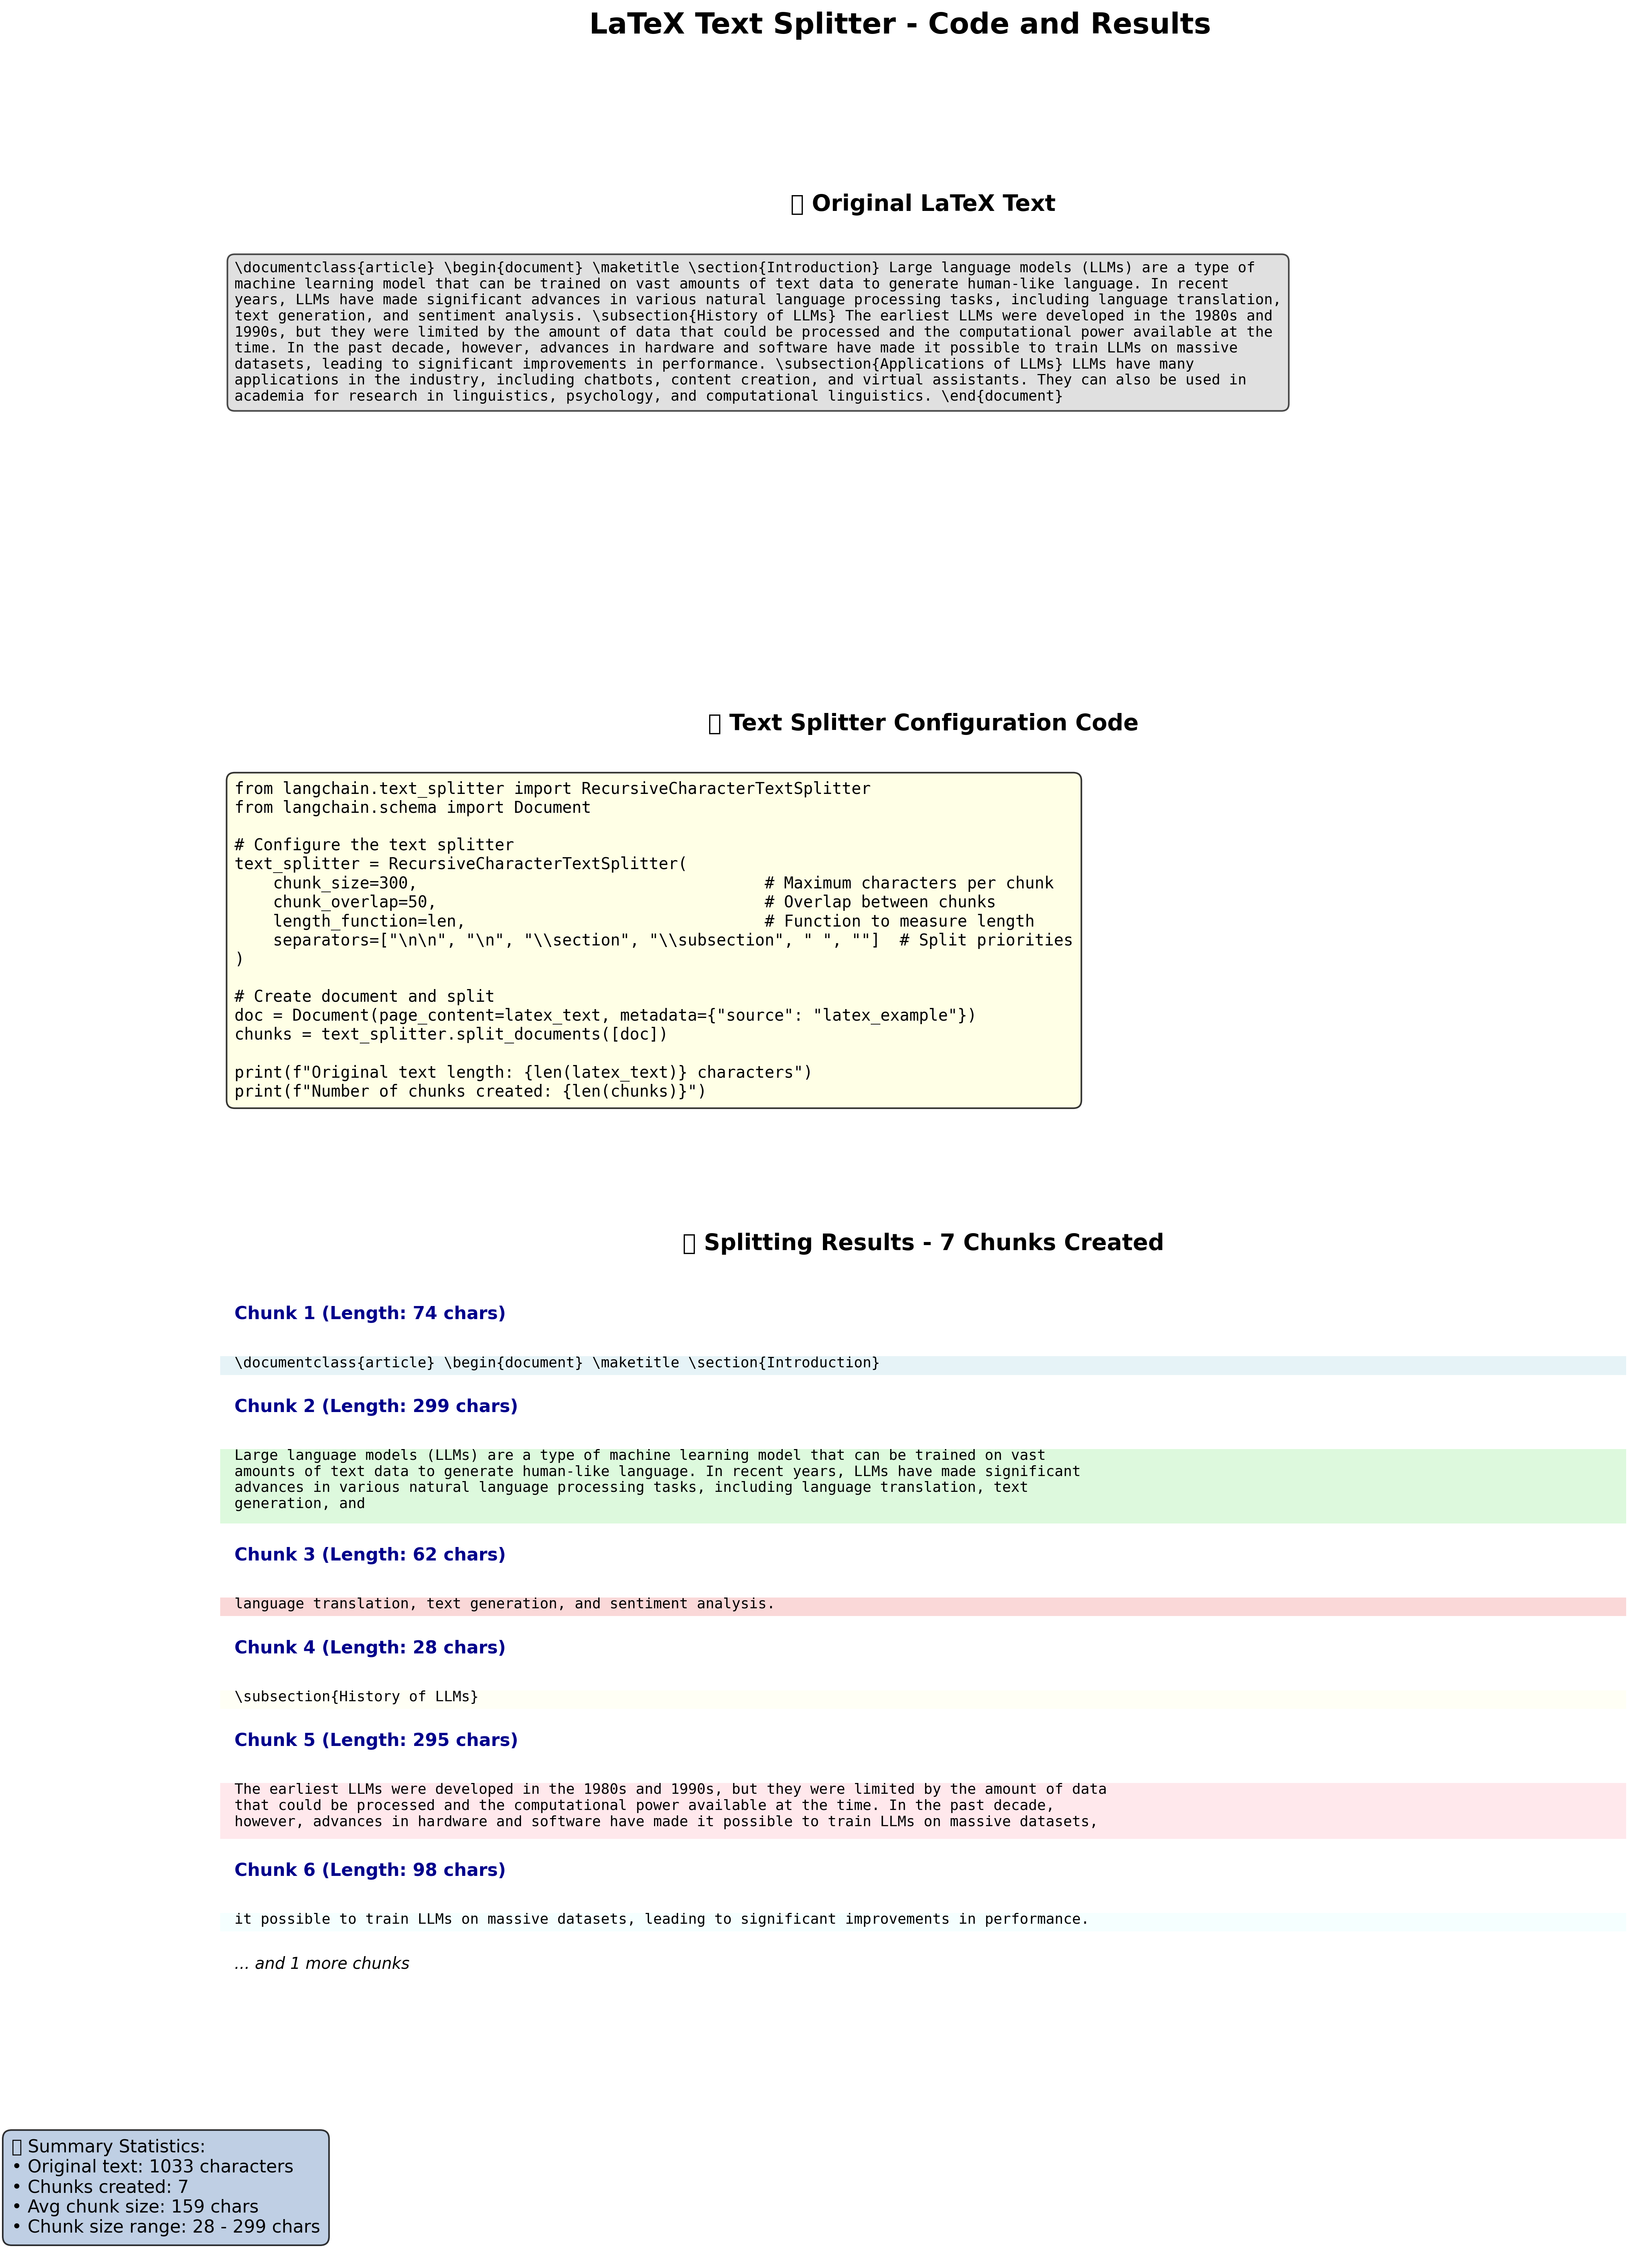 LaTeX Text Splitter - Code and Results
Original LaTeX Text
\documentclass{article} \begin{document} \maketitle \section{Introduction} Large language models (LLMs) are a type of
machine learning model that can be trained on vast amounts of text data to generate human-like language. In recent
years, LLMs have made significant advances in various natural language processing tasks, including language translation,
text generation, and sentiment analysis. \subsection{History of LLMs} The earliest LLMs were developed in the 1980s and
1990s, but they were limited by the amount of data that could be processed and the computational power available at the
time. In the past decade, however, advances in hardware and software have made it possible to train LLMs on massive
datasets, leading to significant improvements in performance. \subsection{Applications of LLMs} LLMs have many
applications in the industry, including chatbots, content creation, and virtual assistants. They can also be used in
academia for research in linguistics, psychology, and computational linguistics. \end{document}
Text Splitter Configuration Code
from langchain.text_splitter import RecursiveCharacterTextSplitter
from langchain.schema import Document
# Configure the text splitter
text_splitter = RecursiveCharacterTextSplitter(
    chunk_size=300,                                    # Maximum characters per chunk
    chunk_overlap=50,                                  # Overlap between chunks
    length_function=len,                               # Function to measure length
    separators=["\n\n", "\n", "\\section", "\\subsection", " ", ""]  # Split priorities
)
# Create document and split
doc = Document(page_content=latex_text, metadata={"source": "latex_example"})
chunks = text_splitter.split_documents([doc])
print(f"Original text length: {len(latex_text)} characters")
print(f"Number of chunks created: {len(chunks)}")
Splitting Results - 7 Chunks Created
Chunk 1 (Length: 74 chars)
\documentclass{article} \begin{document} \maketitle \section{Introduction}
Chunk 2 (Length: 299 chars)
Large language models (LLMs) are a type of machine learning model that can be trained on vast
amounts of text data to generate human-like language. In recent years, LLMs have made significant
advances in various natural language processing tasks, including language translation, text
generation, and
Chunk 3 (Length: 62 chars)
language translation, text generation, and sentiment analysis.
Chunk 4 (Length: 28 chars)
\subsection{History of LLMs}
Chunk 5 (Length: 295 chars)
The earliest LLMs were developed in the 1980s and 1990s, but they were limited by the amount of data
that could be processed and the computational power available at the time. In the past decade,
however, advances in hardware and software have made it possible to train LLMs on massive datasets,
Chunk 6 (Length: 98 chars)
it possible to train LLMs on massive datasets, leading to significant improvements in performance.
... and 1 more chunks
Summary Statistics:
• Original text: 1033 characters
• Chunks created: 7
• Avg chunk size: 159 chars
• Chunk size range: 28 - 299 chars